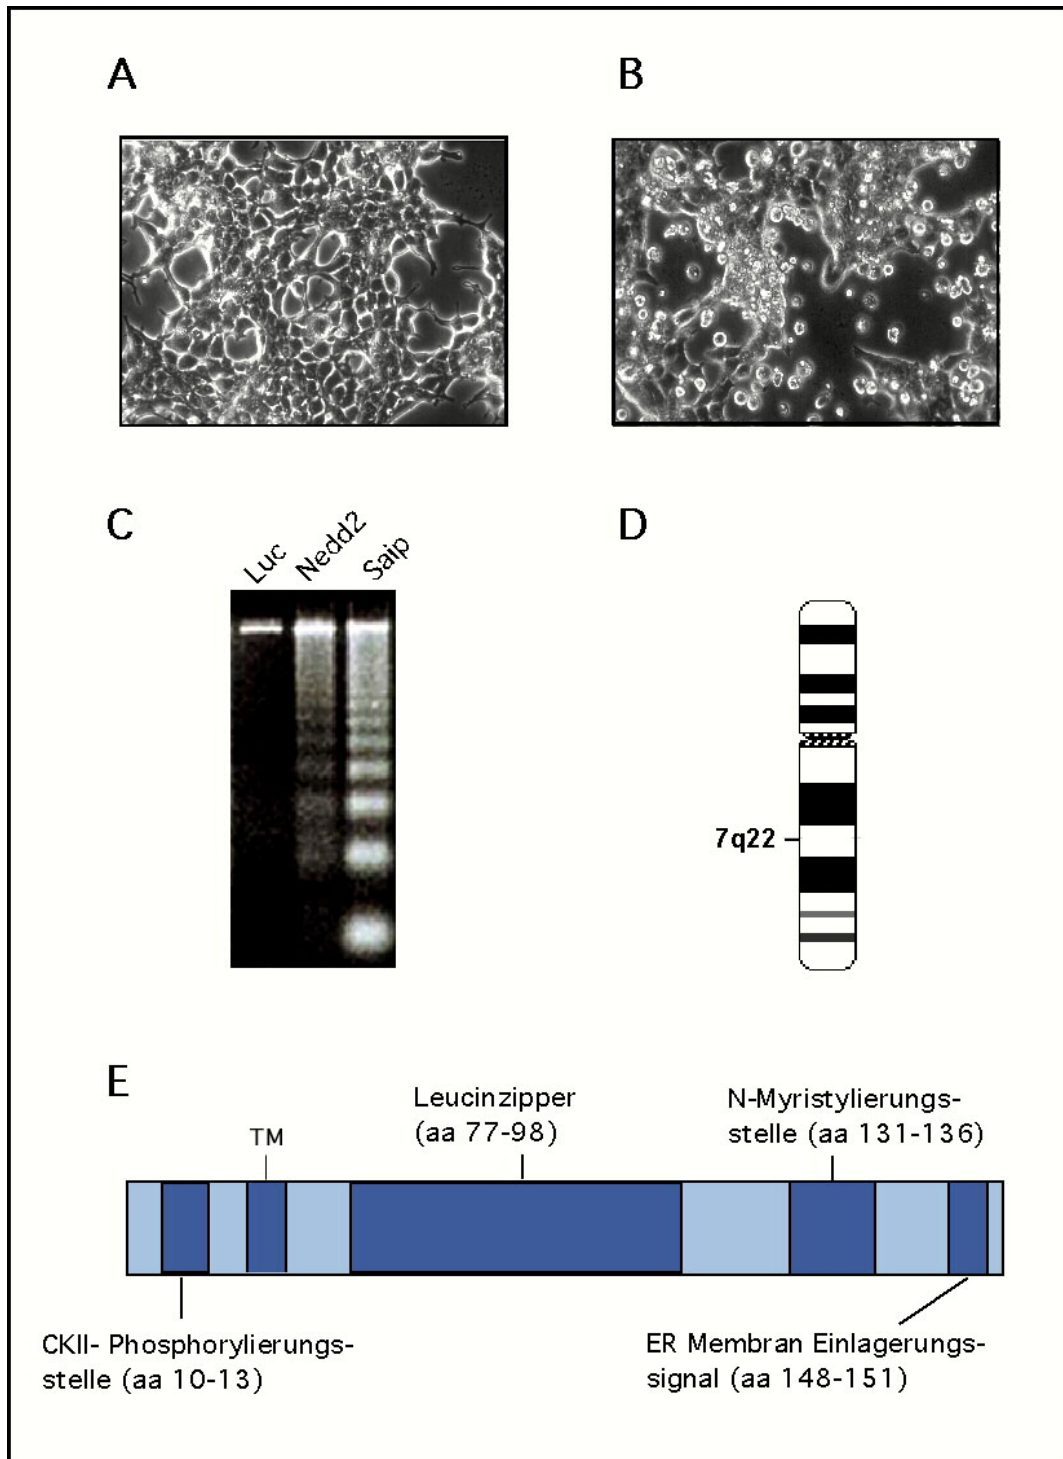 A
B
C
Luc
Nedd2
Saip
D
7q22
E
TM
Leucinzipper
(aa 77-98)
N-Myristylierungs-
stelle (aa 131-136)
CKII- Phosphorylierungs-
stelle (aa 10-13)
ER Membran Einlagerungs-
signal (aa 148-151)